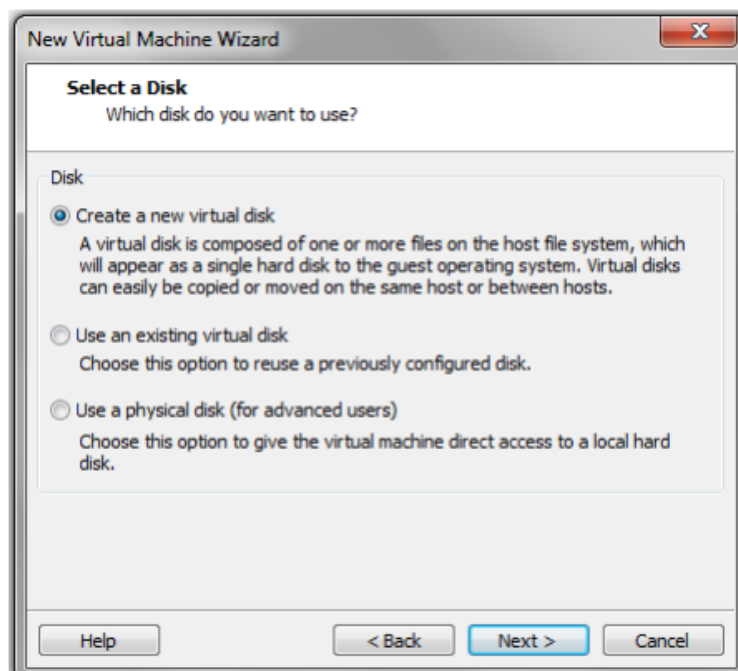 New Virtual Machine Wizard
X
Select a Disk
Which disk do you want to use?
Disk
Create a new virtual disk
A virtual disk is composed of one or more files on the host file system, which
will appear as a single hard disk to the guest operating system. Virtual disks
can easily be copied or moved on the same host or between hosts.
Use an existing virtual disk
Choose this option to reuse a previously configured disk.
Use a physical disk (for advanced users)
Choose this option to give the virtual machine direct access to a local hard
disk.
Help
< Back
Next >
Cancel